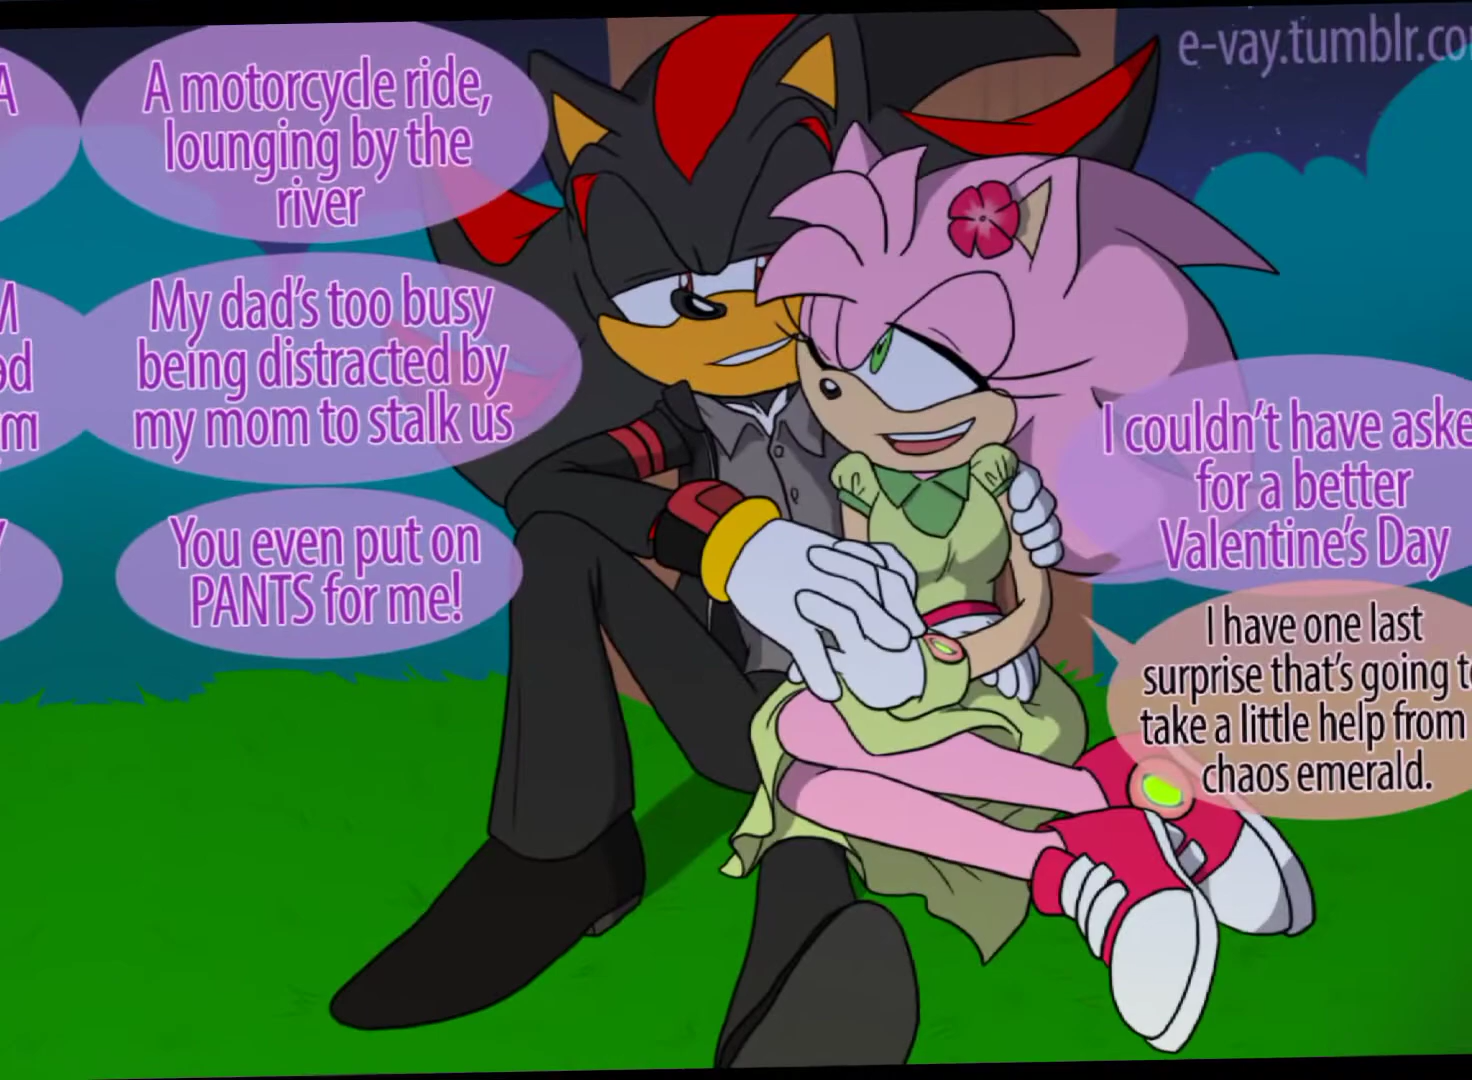 e-vay.tumblr.co
A
A motorcycle ride,
lounging by the
river
M
My dad's too busy
being distracted by
my mom to stalk us
You even put on
PANTS for me!
I couldn't have aske
for a better
Valentine's Day
I have one last
surprise that's going t
take a little help from
chaos emerald.